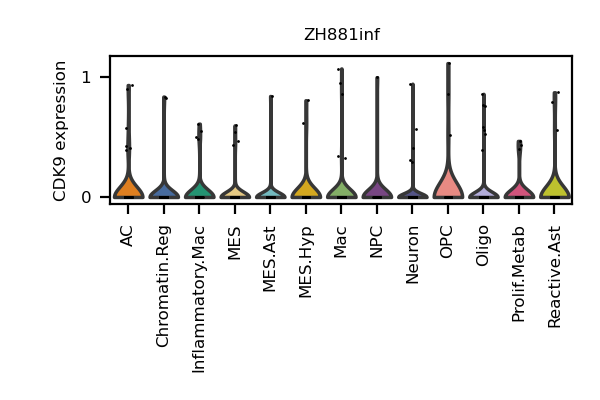 ZH881inf
CDK9 expression
1
0
AC
Chromatin.Reg
Inflammatory.Mac
MES
MES.Ast
MES.Hyp
Mac
NPC
Neuron
OPC
Oligo
Prolif.Metab
Reactive.Ast